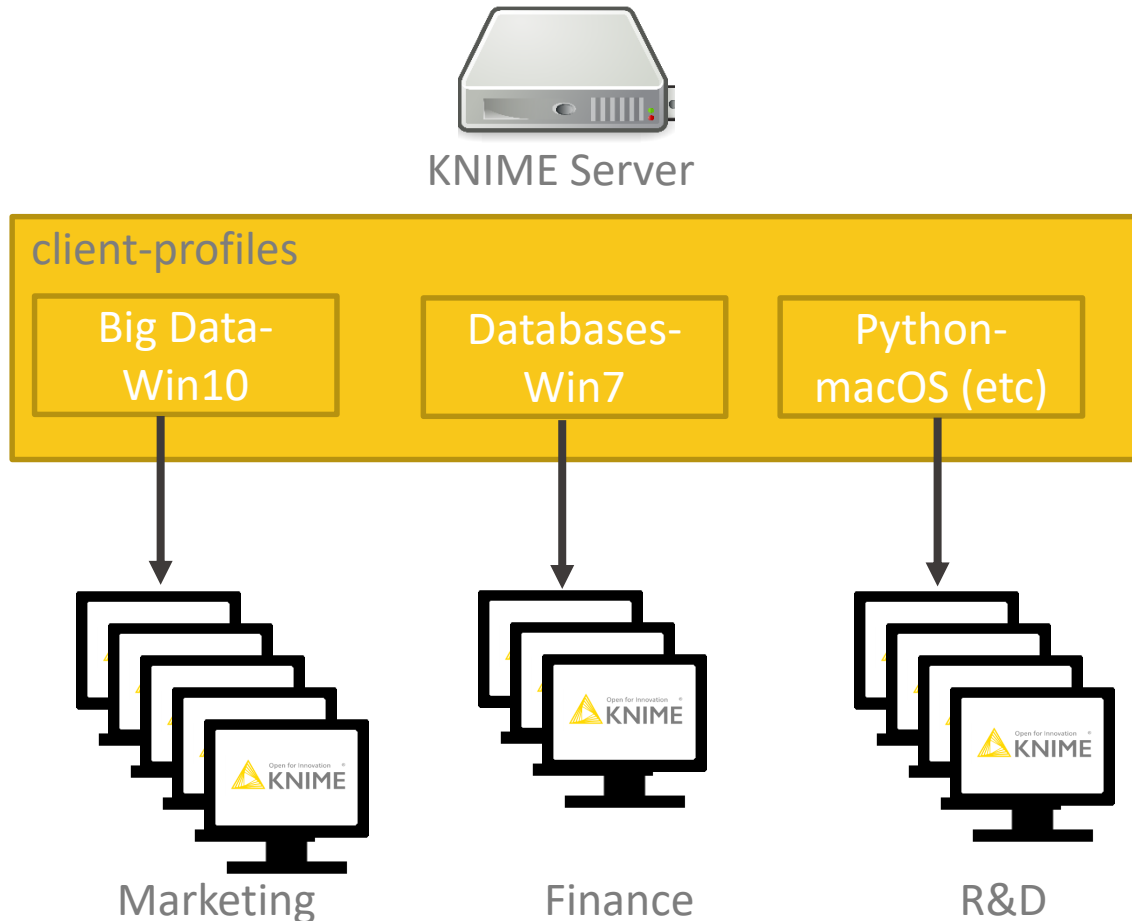 KNIME Server
client-profiles
Big Data-
Win10
Databases-
Win7
Python-
macOS (etc)
Open for Innovation ®
KNIME
Open for Innovation ®
KNIME
Open for Innovation ®
KNIME
Marketing
Finance
R&D